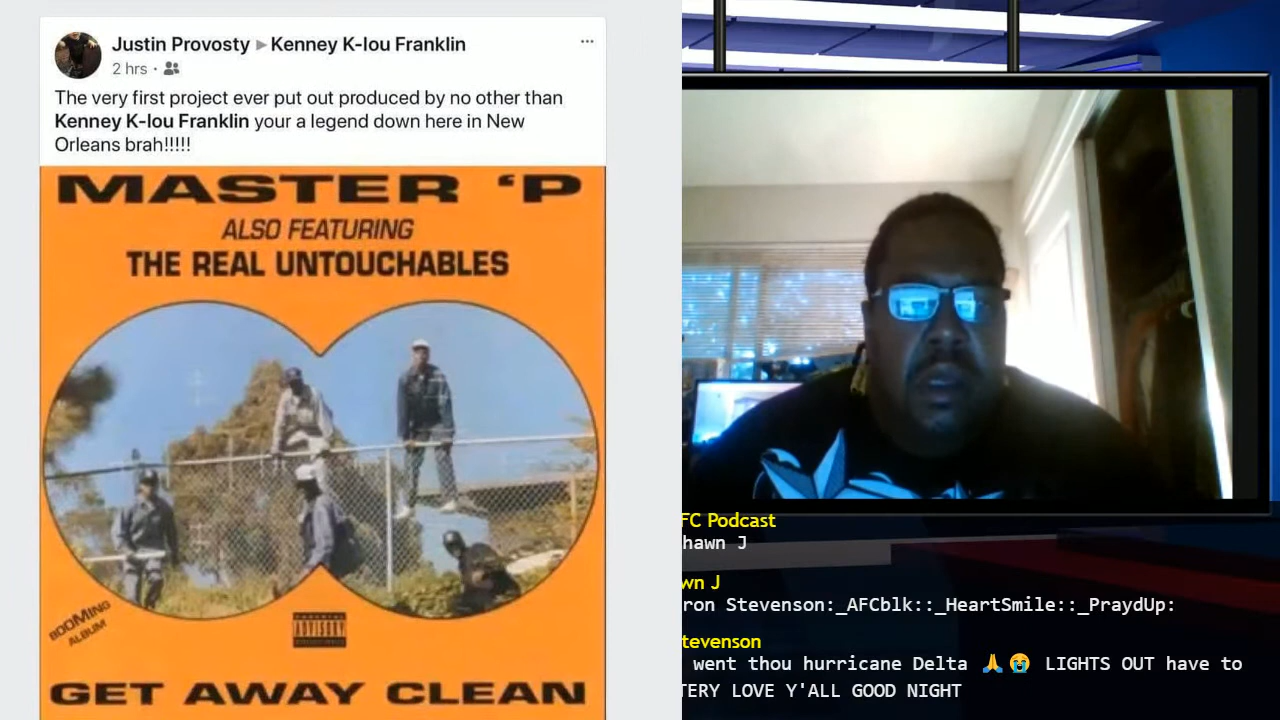 Justin Provosty ▸ Kenney K-lou Franklin
2 hrs ·
The very first project ever put out produced by no other than
Kenney K-lou Franklin your a legend down here in New
Orleans brah!!!!!
MASTER 'P
ALSO FEATURING
THE REAL UNTOUCHABLES
BOOMING
ALBUM
PARENTAL
ADVISORY
GET AWAY CLEAN
FC Podcast
hawn J
wn J
ron Stevenson:_AFCblk::_HeartSmile::_PraydUp:
tevenson
went thou hurricane Delta 🙏😭 LIGHTS OUT have to
TERY LOVE Y'ALL GOOD NIGHT